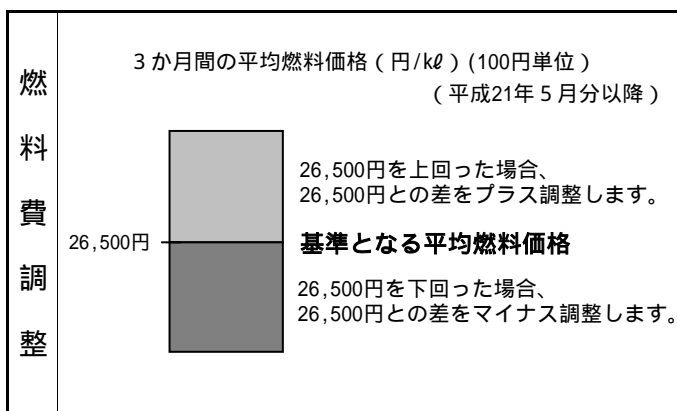 燃料費調整
３か月間の平均燃料価格（円/kℓ）(100円単位)
（平成21年５月分以降）
26,500円を上回った場合、
26,500円との差をプラス調整します。
26,500円
基準となる平均燃料価格
26,500円を下回った場合、
26,500円との差をマイナス調整します。